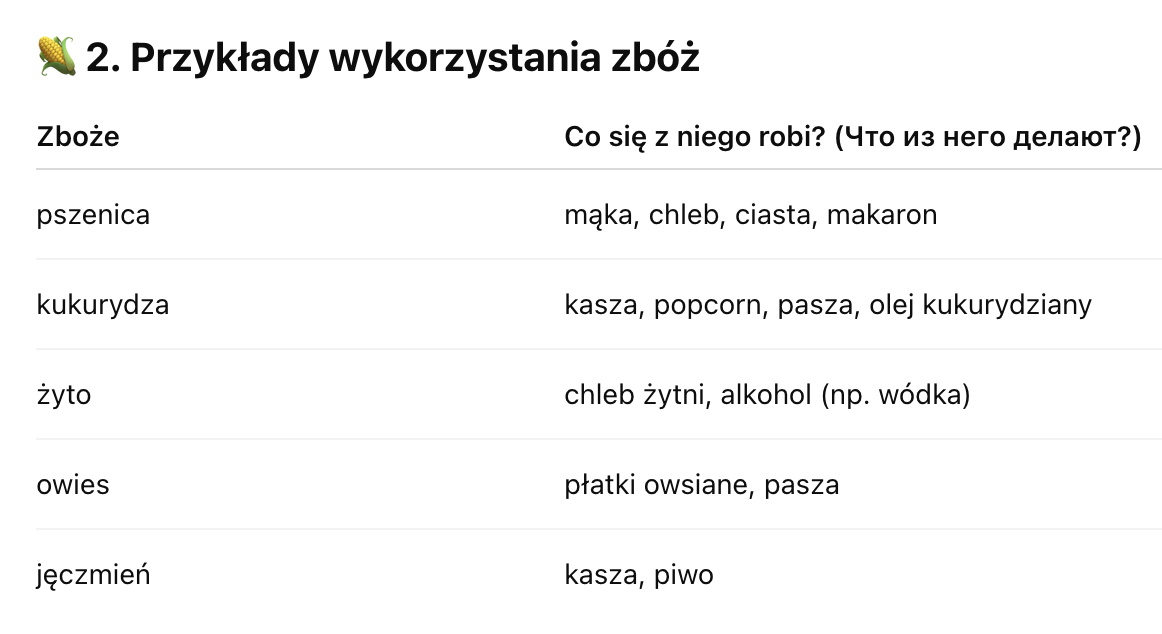 🌽 2. Przykłady wykorzystania zbóż
Zboże Co się z niego robi? (Что из него делают?)
pszenica mąka, chleb, ciasta, makaron
kukurydza kasza, popcorn, pasza, olej kukurydziany
żyto chleb żytni, alkohol (np. wódka)
owies płatki owsiane, pasza
jęczmień kasza, piwo